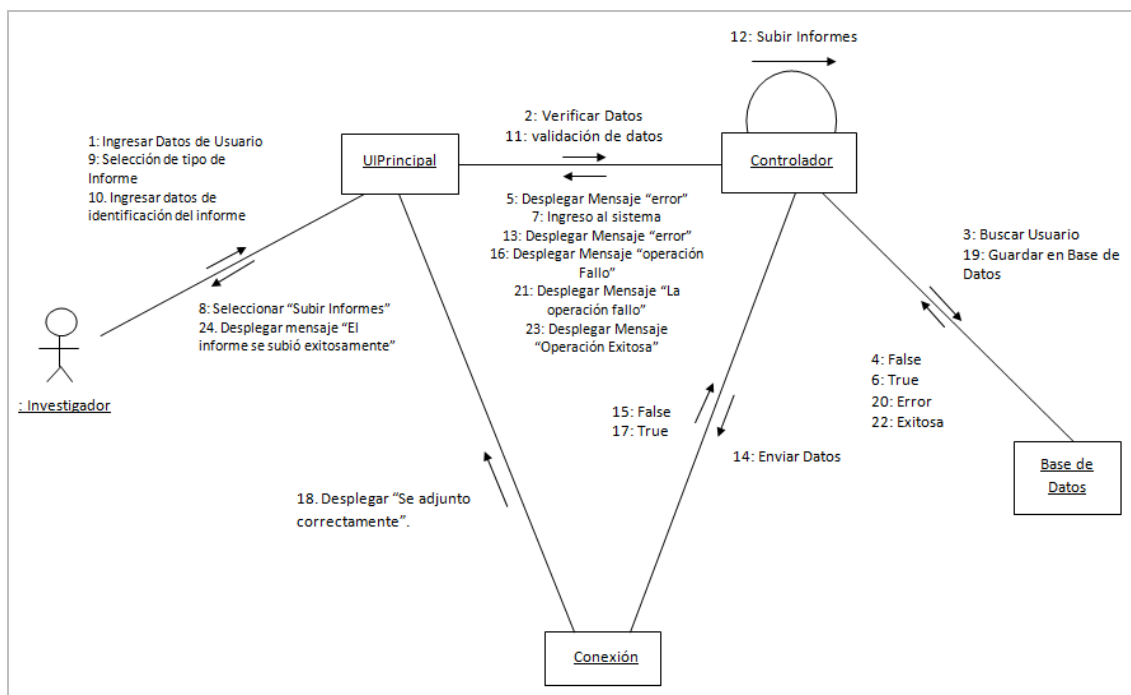 12: Subir Informes
1: Ingresar Datos de Usuario
9: Selección de tipo de
Informe
10. Ingresar datos de
identificación del informe
UIPrincipal
2: Verificar Datos
11: validación de datos
Controlador
5: Desplegar Mensaje “error”
7: Ingreso al sistema
13: Desplegar Mensaje “error”
16: Desplegar Mensaje “operación
Fallo”
21: Desplegar Mensaje “La
operación fallo”
23: Desplegar Mensaje
“Operación Exitosa”
3: Buscar Usuario
19: Guardar en Base de
Datos
8: Seleccionar “Subir Informes”
24. Desplegar mensaje “El
informe se subió exitosamente”
: Investigador
4: False
6: True
20: Error
22: Exitosa
15: False
17: True
14: Enviar Datos
Base de
Datos
18. Desplegar “Se adjunto
correctamente”.
Conexión